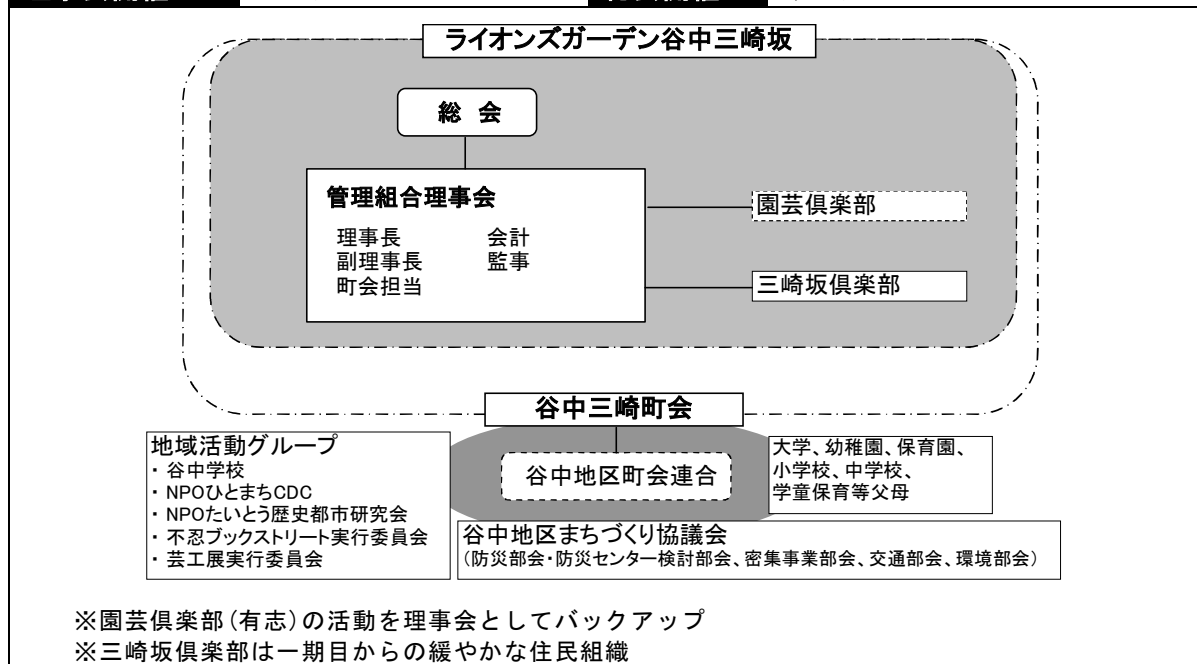 ライオンズガーデン谷中三崎坂
総 会
管理組合理事会
理事長 会計
副理事長 監事
町会担当
園芸倶楽部
三崎坂倶楽部
谷中三崎町会
谷中地区町会連合
地域活動グループ
・ 谷中学校
・ NPOひとまちCDC
・ NPOたいとう歴史都市研究会
・ 不忍ブックストリート実行委員会
・ 芸工展実行委員会
大学、幼稚園、保育園、
小学校、中学校、
学童保育等父母
谷中地区まちづくり協議会
（防災部会・防災センター検討部会、密集事業部会、交通部会、環境部会）
※園芸倶楽部（有志）の活動を理事会としてバックアップ
※三崎坂倶楽部は一期目からの緩やかな住民組織